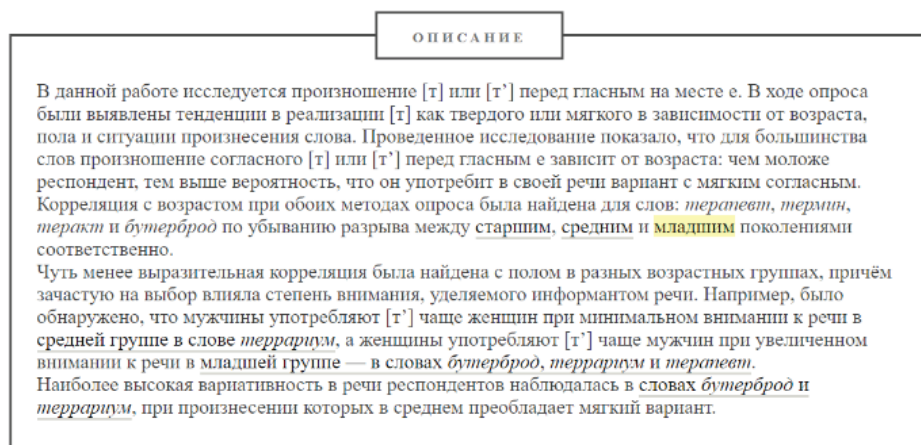 ОПИСАНИЕ
В данной работе исследуется произношение [т] или [т’] перед гласным на месте е. В ходе опроса
были выявлены тенденции в реализации [т] как твердого или мягкого в зависимости от возраста,
пола и ситуации произнесения слова. Проведенное исследование показало, что для большинства
слов произношение согласного [т] или [т’] перед гласным е зависит от возраста: чем моложе
респондент, тем выше вероятность, что он употребит в своей речи вариант с мягким согласным.
Корреляция с возрастом при обоих методах опроса была найдена для слов: терапевт, термин,
теракт и бутерброд по убыванию разрыва между старшим, средним и младшим поколениями
соответственно.
Чуть менее выразительная корреляция была найдена с полом в разных возрастных группах, причём
зачастую на выбор влияла степень внимания, уделяемого информантом речи. Например, было
обнаружено, что мужчины употребляют [т’] чаще женщин при минимальном внимании к речи в
средней группе в слове террариум, а женщины употребляют [т’] чаще мужчин при увеличенном
внимании к речи в младшей группе — в словах бутерброд, террариум и терапевт.
Наиболее высокая вариативность в речи респондентов наблюдалась в словах бутерброд и
террариум, при произнесении которых в среднем преобладает мягкий вариант.